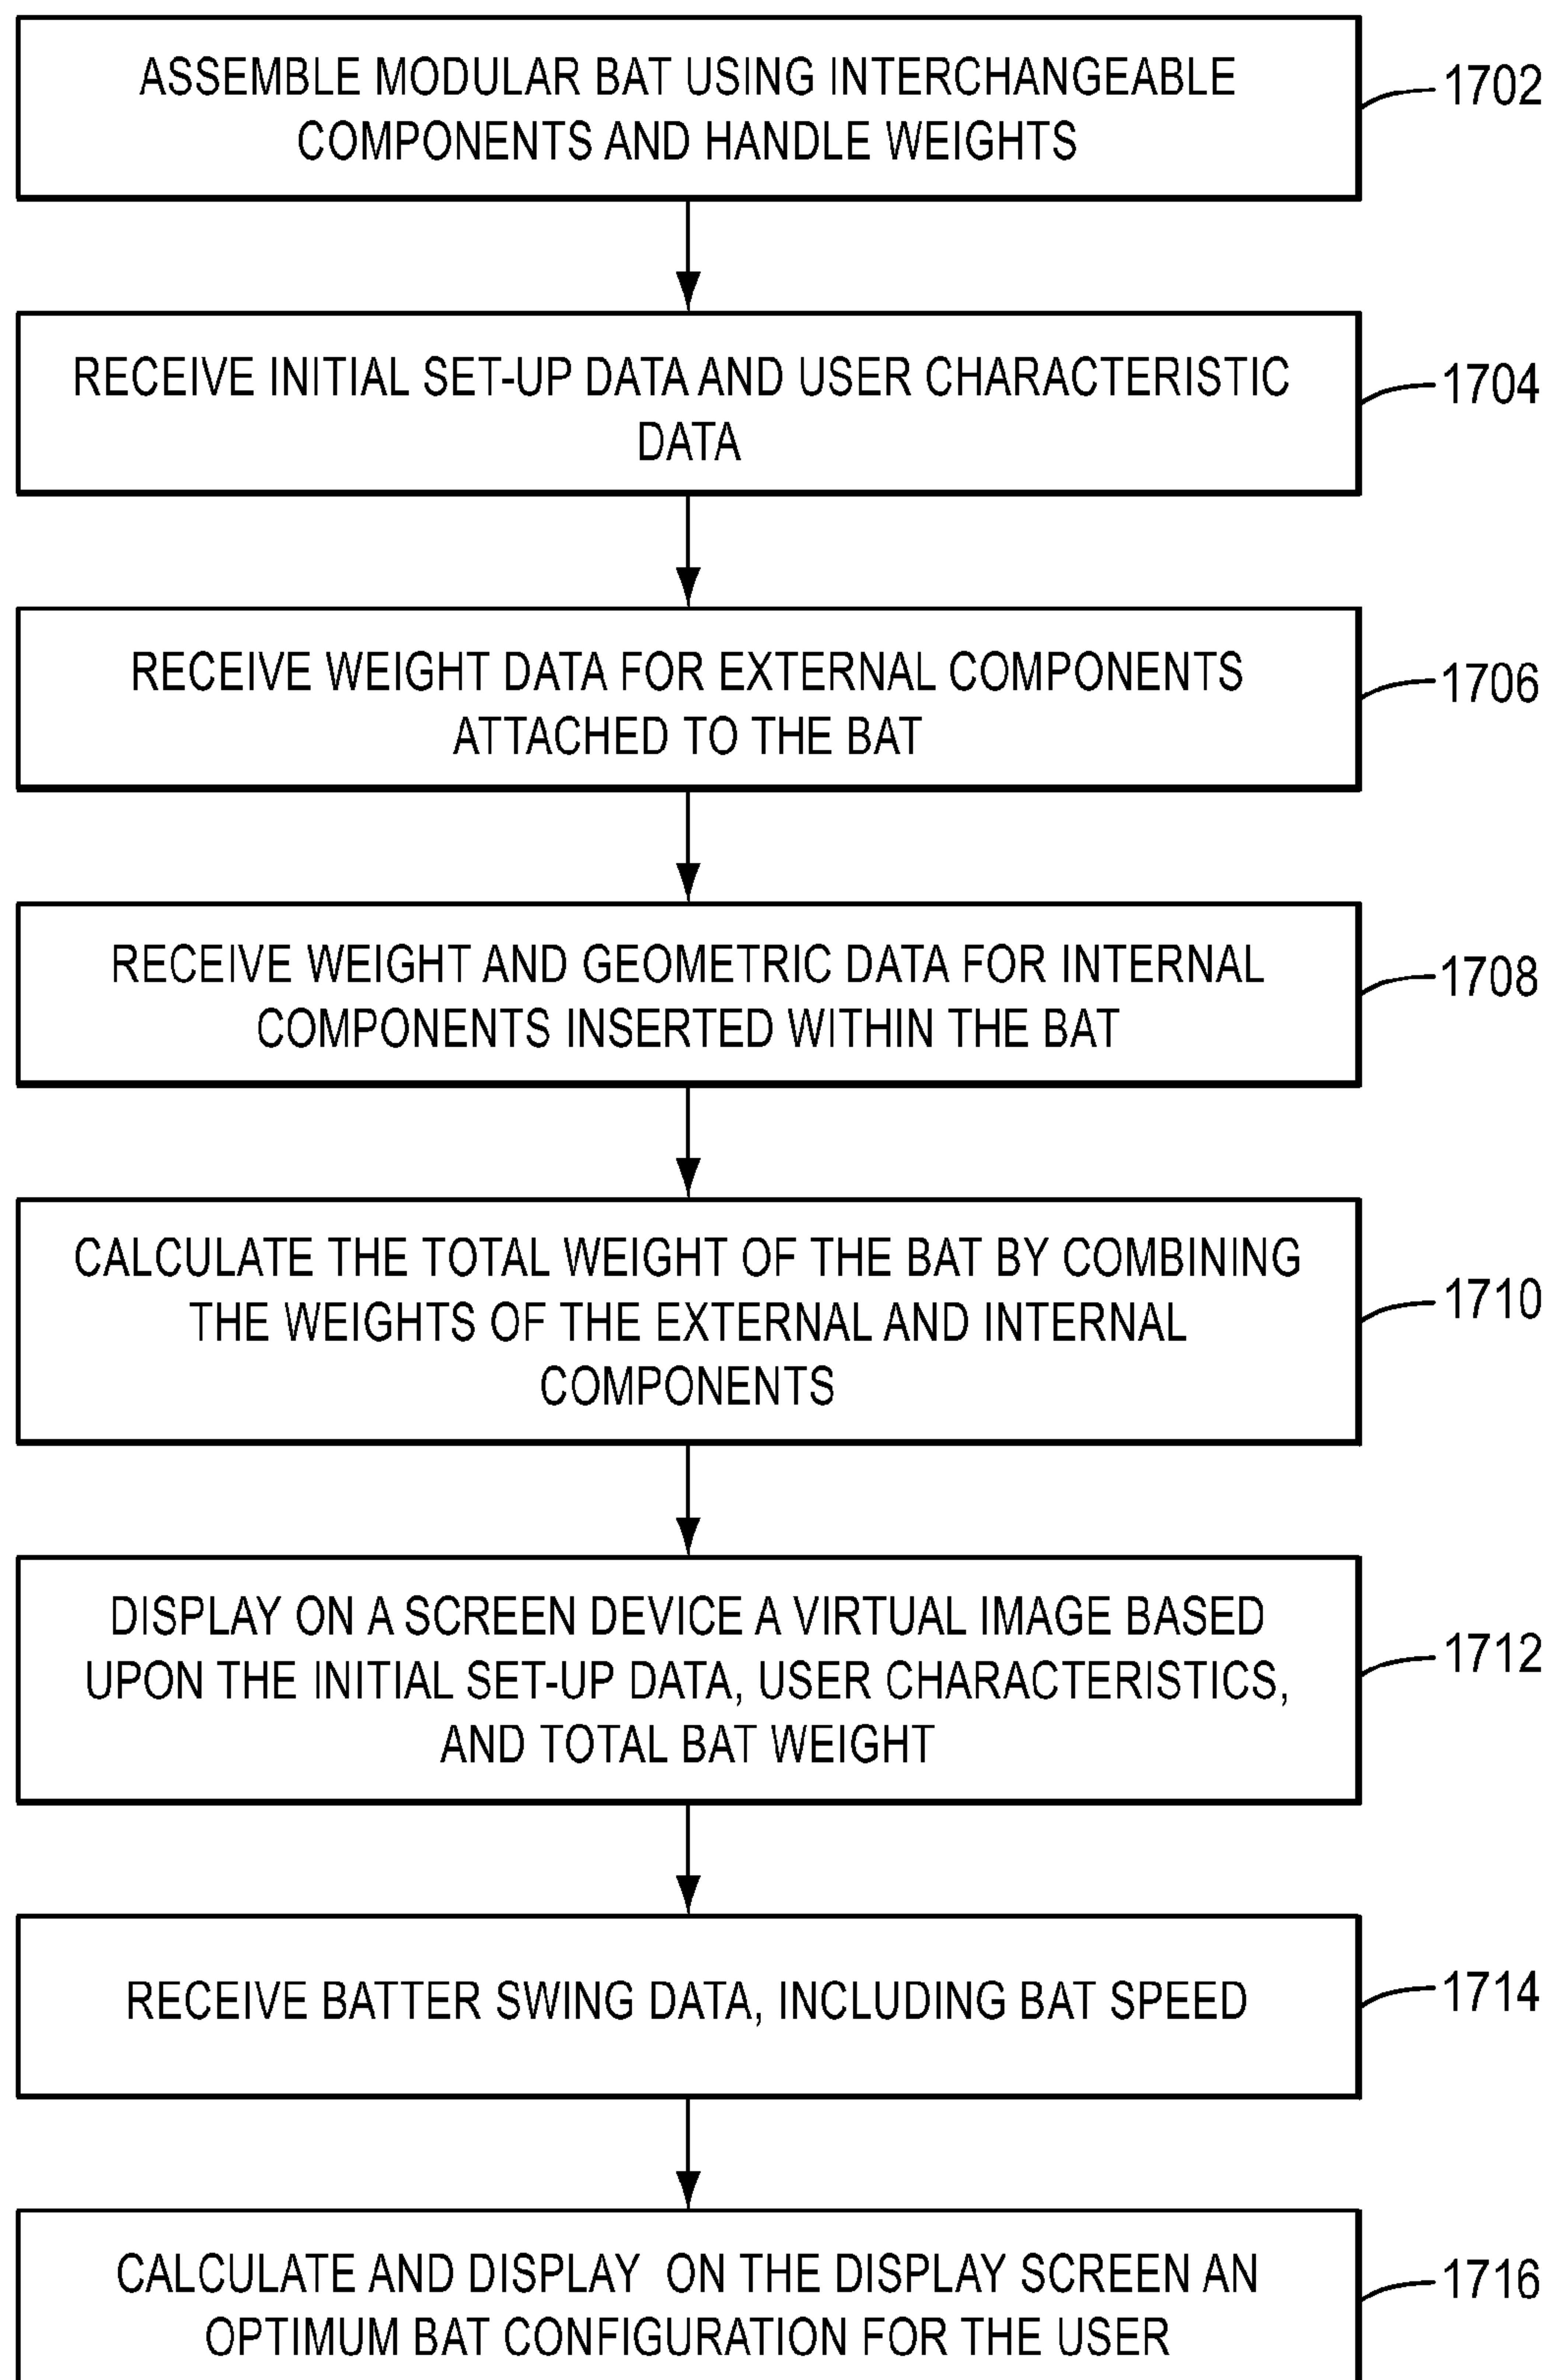 ASSEMBLE MODULAR BAT USING INTERCHANGEABLE
COMPONENTS AND HANDLE WEIGHTS
1702
RECEIVE INITIAL SET-UP DATA AND USER CHARACTERISTIC
DATA
1704
RECEIVE WEIGHT DATA FOR EXTERNAL COMPONENTS
ATTACHED TO THE BAT
1706
RECEIVE WEIGHT AND GEOMETRIC DATA FOR INTERNAL
COMPONENTS INSERTED WITHIN THE BAT
1708
CALCULATE THE TOTAL WEIGHT OF THE BAT BY COMBINING
THE WEIGHTS OF THE EXTERNAL AND INTERNAL
COMPONENTS
1710
DISPLAY ON A SCREEN DEVICE A VIRTUAL IMAGE BASED
UPON THE INITIAL SET-UP DATA, USER CHARACTERISTICS,
AND TOTAL BAT WEIGHT
1712
RECEIVE BATTER SWING DATA, INCLUDING BAT SPEED
1714
CALCULATE AND DISPLAY ON THE DISPLAY SCREEN AN
OPTIMUM BAT CONFIGURATION FOR THE USER
1716